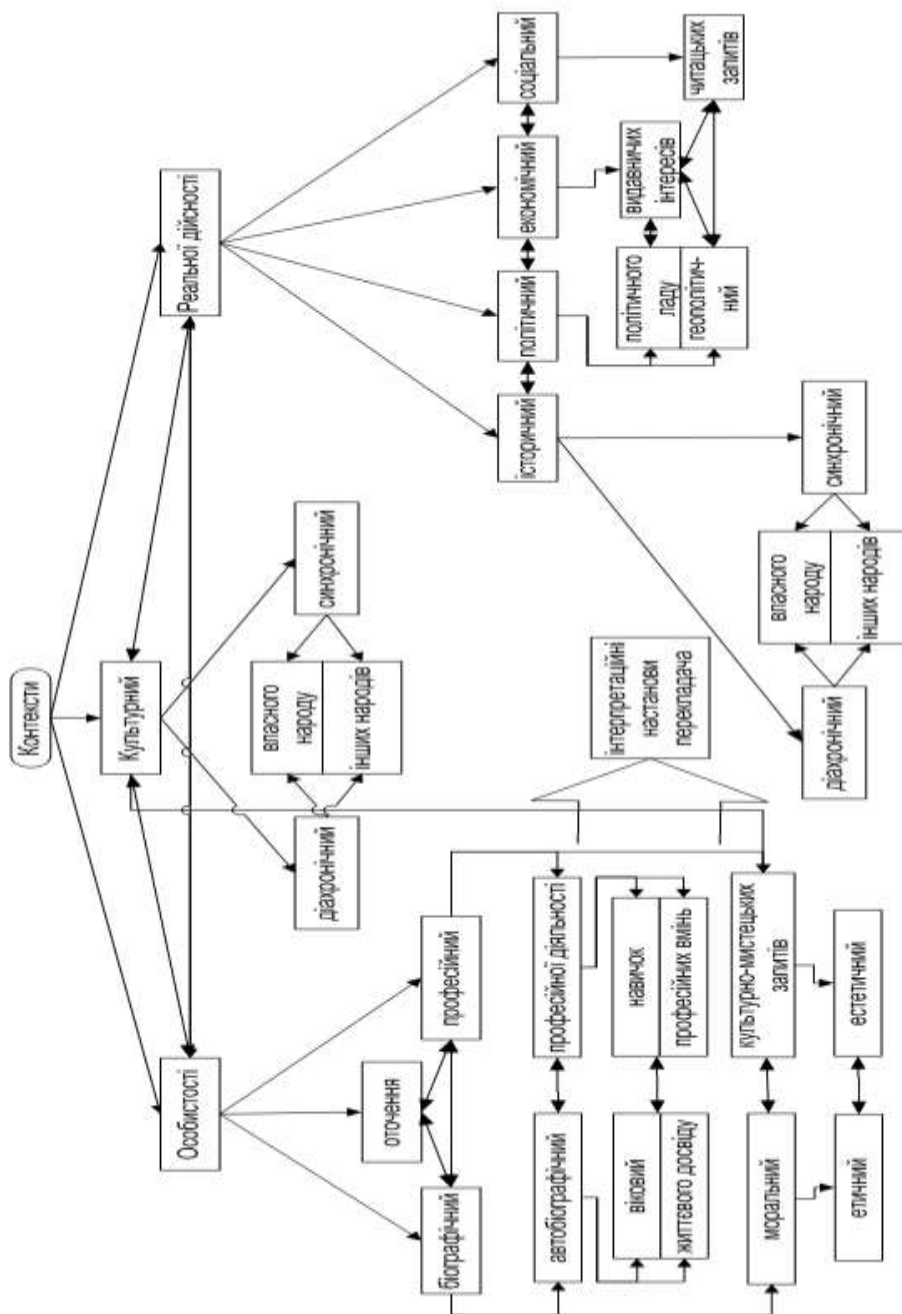 Контексти
Особистості
Культурний
Реальної дійсності
біографічний
оточення
професійний
діахронічний
власного
народу
інших народів
синхронічний
історичний
політичний
економічний
соціальний
політичного
ладу
геополітич-
ний
видавничих
інтересів
читацьких
запитів
автобіографічний
професійної діяльності
віковий
життєвого досвіду
навичок
професійних вмінь
моральний
культурно-мистецьких
запитів
етичний
естетичний
інтерпретаційні
настанови
перекладача
діахронічний
власного
народу
інших народів
синхронічний